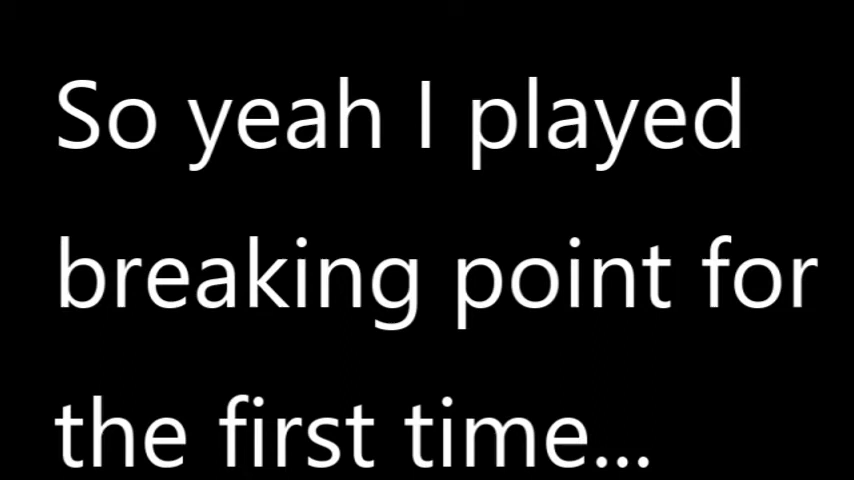 So yeah I played
breaking point for
the first time...